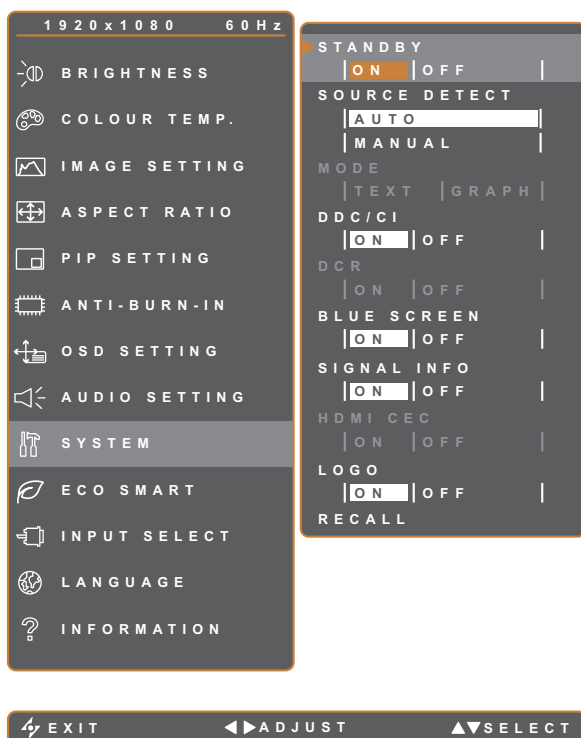 1920x1080 60Hz
BRIGHTNESS
COLOUR TEMP.
IMAGE SETTING
ASPECT RATIO
PIP SETTING
ANTI-BURN-IN
OSD SETTING
AUDIO SETTING
SYSTEM
ECO SMART
INPUT SELECT
LANGUAGE
INFORMATION
STANDBY
ON OFF
SOURCE DETECT
AUTO
MANUAL
MODE
TEXT GRAPH
DDC/CI
ON OFF
DCR
ON OFF
BLUE SCREEN
ON OFF
SIGNAL INFO
ON OFF
HDMI CEC
ON OFF
LOGO
ON OFF
RECALL
EXIT ADJUST SELECT